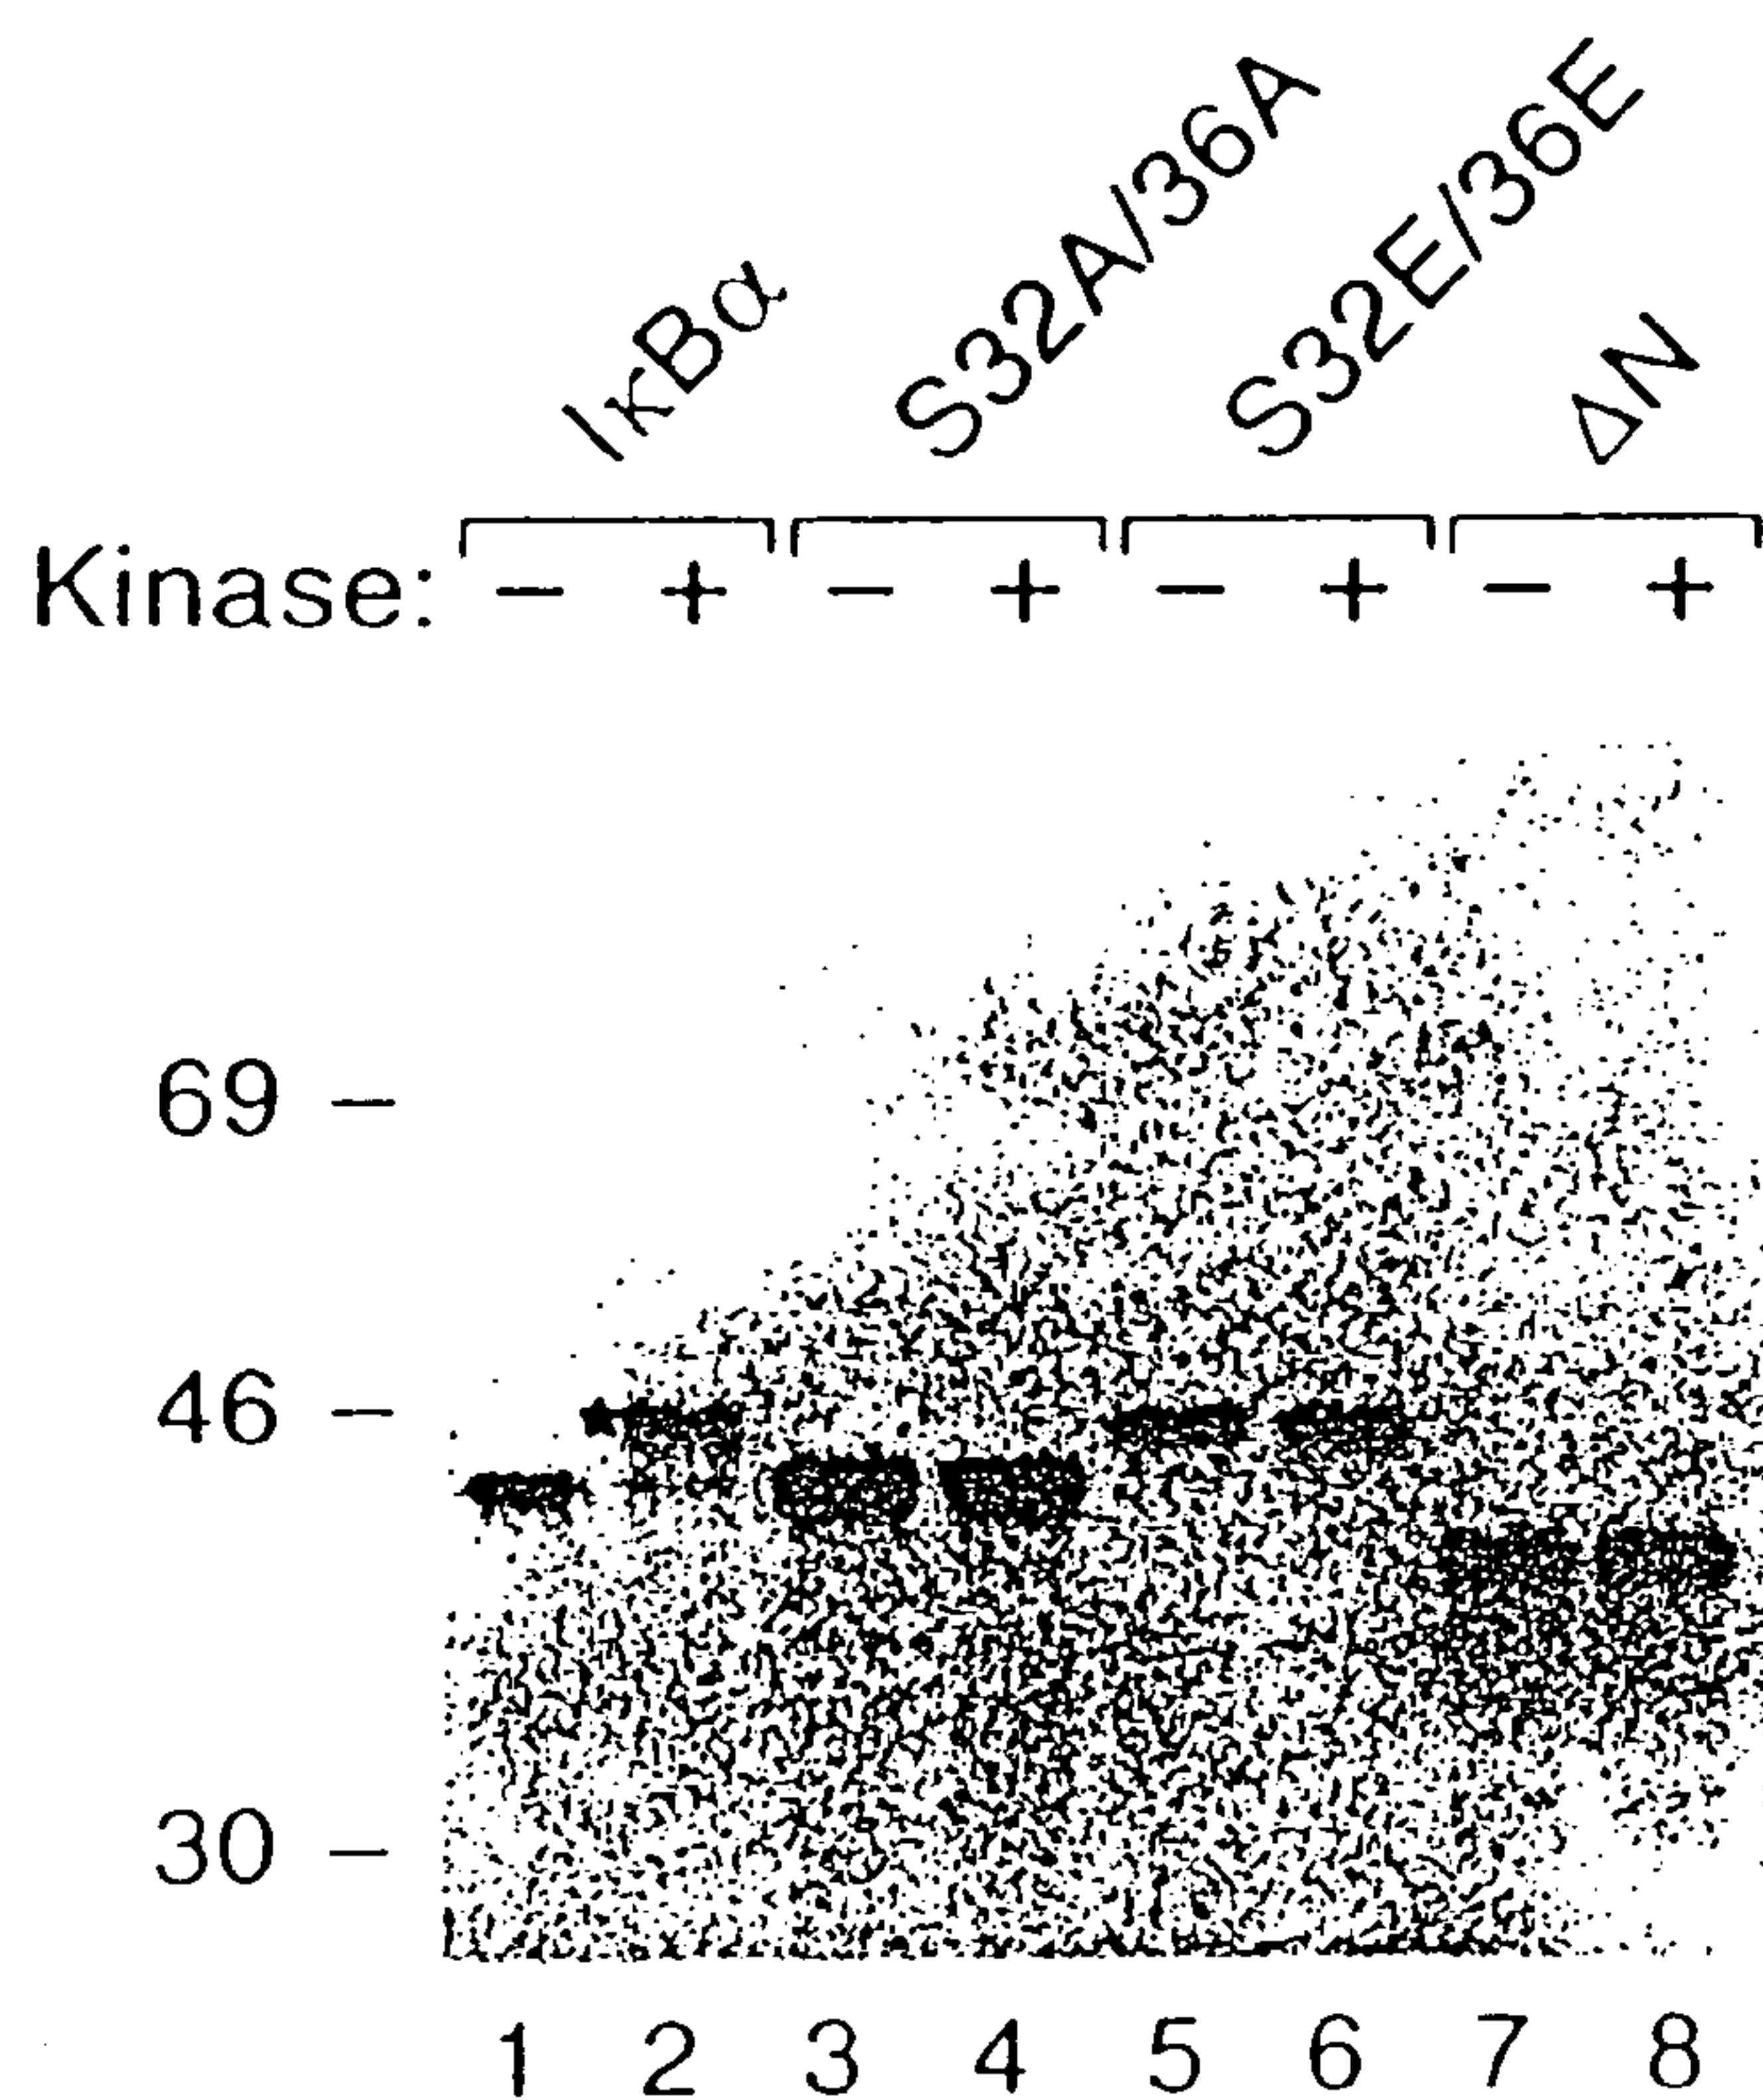 IκBα S32A/36A S32E/36E ΔN
Kinase: – + – + – + – +
69 –
46 –
30 –
1 2 3 4 5 6 7 8